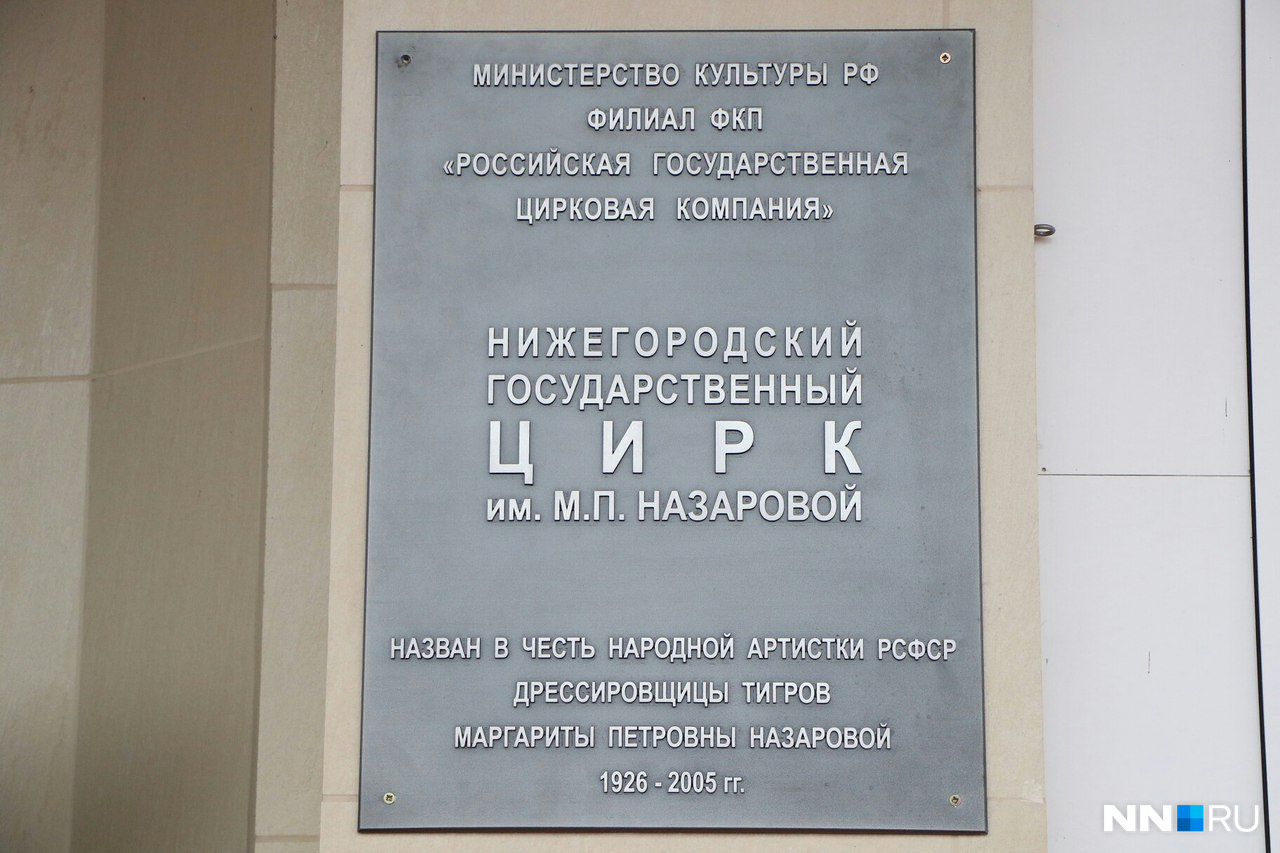 МИНИСТЕРСТВО КУЛЬТУРЫ РФ
ФИЛИАЛ ФКП
«РОССИЙСКАЯ ГОСУДАРСТВЕННАЯ
ЦИРКОВАЯ КОМПАНИЯ»
НИЖЕГОРОДСКИЙ
ГОСУДАРСТВЕННЫЙ
ЦИРК
им. М.П. НАЗАРОВОЙ
НАЗВАН В ЧЕСТЬ НАРОДНОЙ АРТИСТКИ РСФСР
ДРЕССИРОВЩИЦЫ ТИГРОВ
МАРГАРИТЫ ПЕТРОВНЫ НАЗАРОВОЙ
1926 - 2005 гг.
NN RU